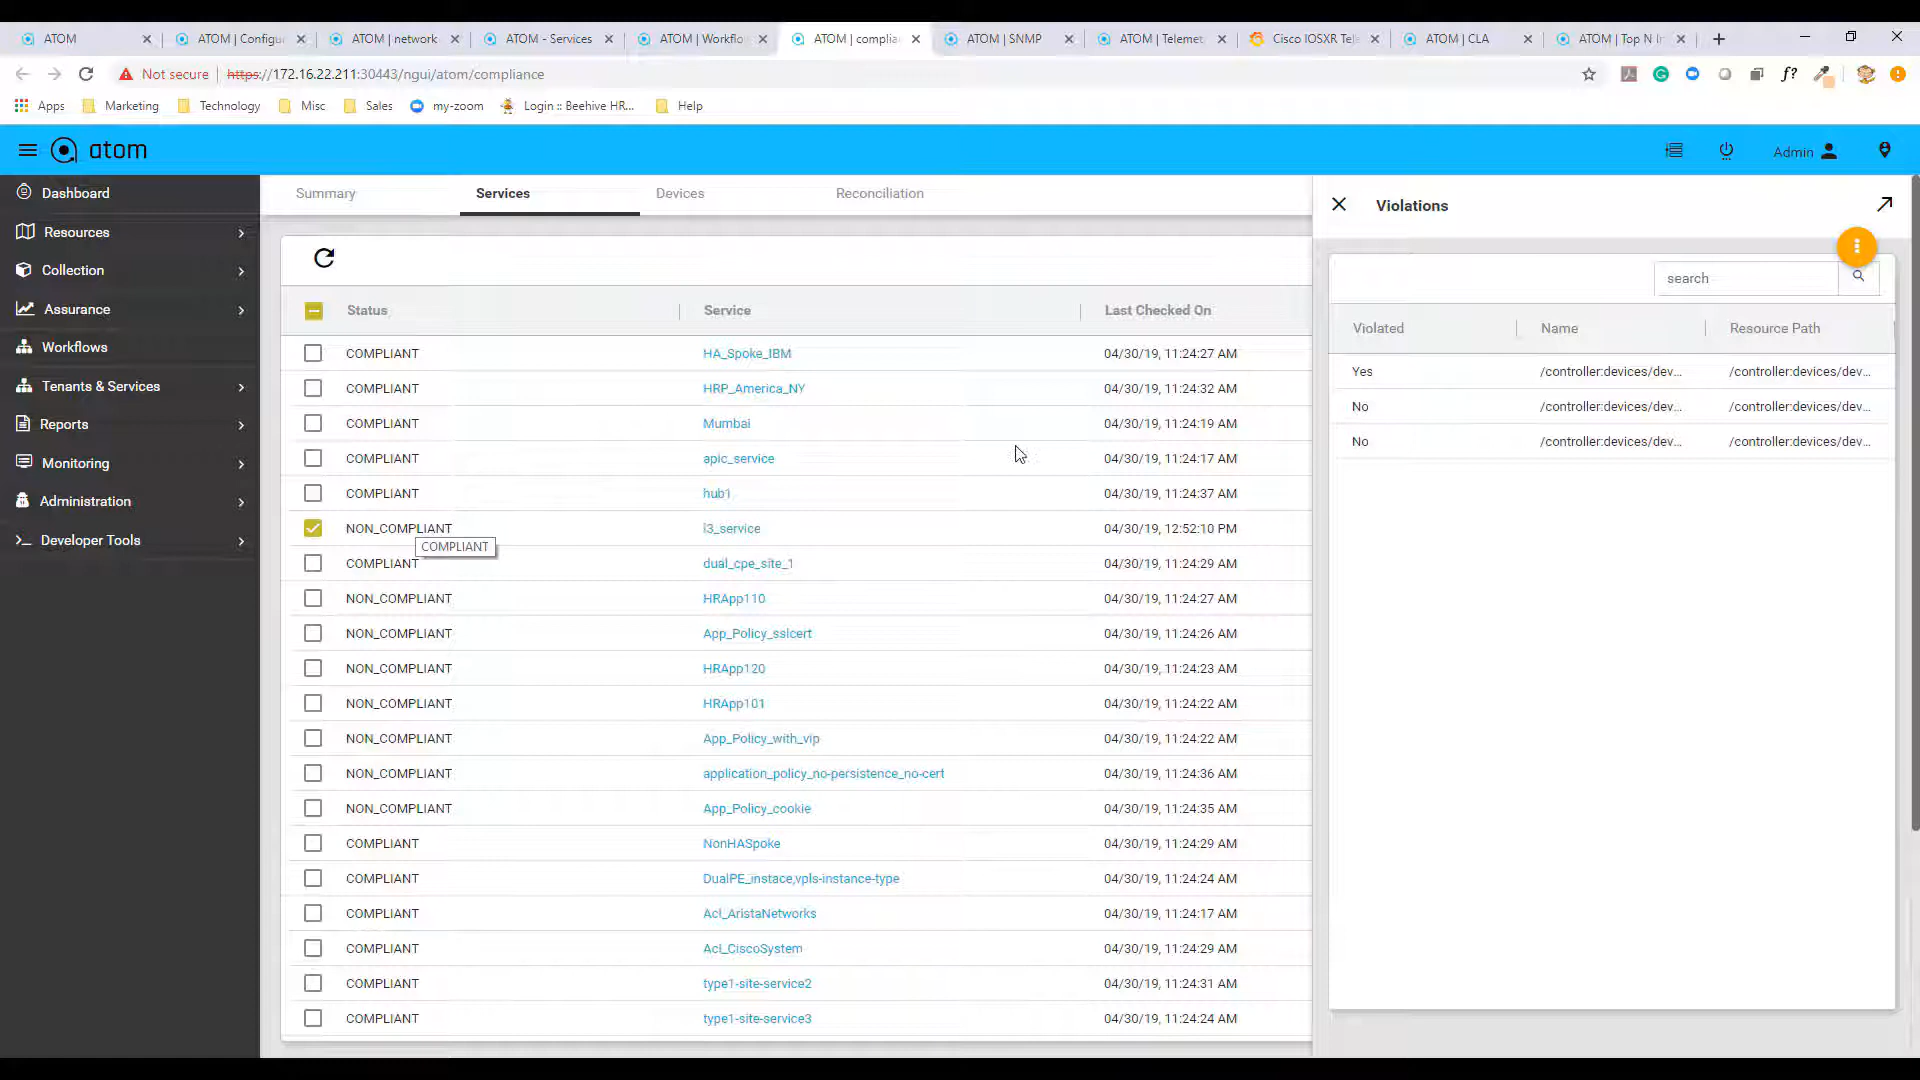 ATOM
ATOM | Configu
ATOM | network
ATOM - Services
ATOM | Workflo
ATOM | complia
ATOM | SNMP
ATOM | Telemet
Cisco IOSXR Tel
ATOM | CLA
ATOM | Top N In
Not secure
https://172.16.22.211:30443/ngui/atom/compliance
f?
Apps
Marketing
Technology
Misc
Sales
my-zoom
Login :: Beehive HR...
Help
atom
Admin
Dashboard
Resources
Collection
Assurance
Workflows
Tenants & Services
Reports
Monitoring
Administration
Developer Tools
Summary
Services
Devices
Reconciliation
Status
Service
Last Checked On
COMPLIANT HA_Spoke_IBM 04/30/19, 11:24:27 AM
COMPLIANT HRP_America_NY 04/30/19, 11:24:32 AM
COMPLIANT Mumbai 04/30/19, 11:24:19 AM
COMPLIANT apic_service 04/30/19, 11:24:17 AM
COMPLIANT hub1 04/30/19, 11:24:37 AM
NON_COMPLIANT l3_service 04/30/19, 12:52:10 PM
COMPLIANT
COMPLIANT dual_cpe_site_1 04/30/19, 11:24:29 AM
NON_COMPLIANT HRApp110 04/30/19, 11:24:27 AM
NON_COMPLIANT App_Policy_sslcert 04/30/19, 11:24:26 AM
NON_COMPLIANT HRApp120 04/30/19, 11:24:23 AM
NON_COMPLIANT HRApp101 04/30/19, 11:24:22 AM
NON_COMPLIANT App_Policy_with_vip 04/30/19, 11:24:22 AM
NON_COMPLIANT application_policy_no-persistence_no-cert 04/30/19, 11:24:36 AM
NON_COMPLIANT App_Policy_cookie 04/30/19, 11:24:35 AM
COMPLIANT NonHASpoke 04/30/19, 11:24:29 AM
COMPLIANT DualPE_instace,vpls-instance-type 04/30/19, 11:24:24 AM
COMPLIANT Acl_AristaNetworks 04/30/19, 11:24:17 AM
COMPLIANT Acl_CiscoSystem 04/30/19, 11:24:29 AM
COMPLIANT type1-site-service2 04/30/19, 11:24:31 AM
COMPLIANT type1-site-service3 04/30/19, 11:24:24 AM
Violations
search
Violated Name Resource Path
Yes /controller:devices/dev... /controller:devices/dev...
No /controller:devices/dev... /controller:devices/dev...
No /controller:devices/dev... /controller:devices/dev...